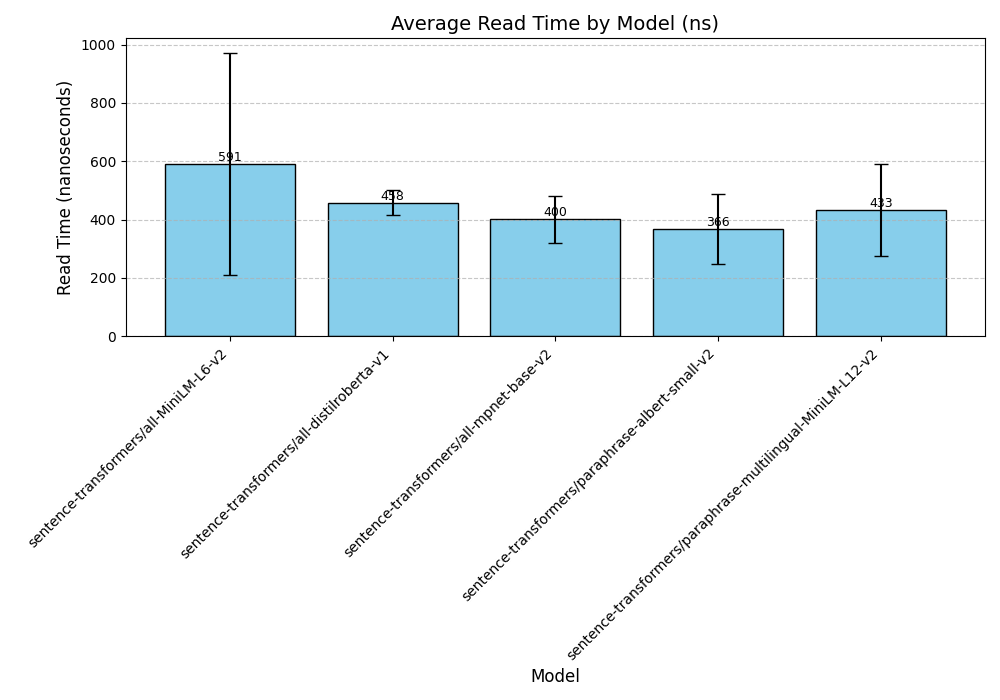 Average Read Time by Model (ns)
Read Time (nanoseconds)
1000
800
600
400
200
0
591
458
400
366
433
sentence-transformers/all-MiniLM-L6-v2
sentence-transformers/all-distilroberta-v1
sentence-transformers/all-mpnet-base-v2
sentence-transformers/paraphrase-albert-small-v2
sentence-transformers/paraphrase-multilingual-MiniLM-L12-v2
Model